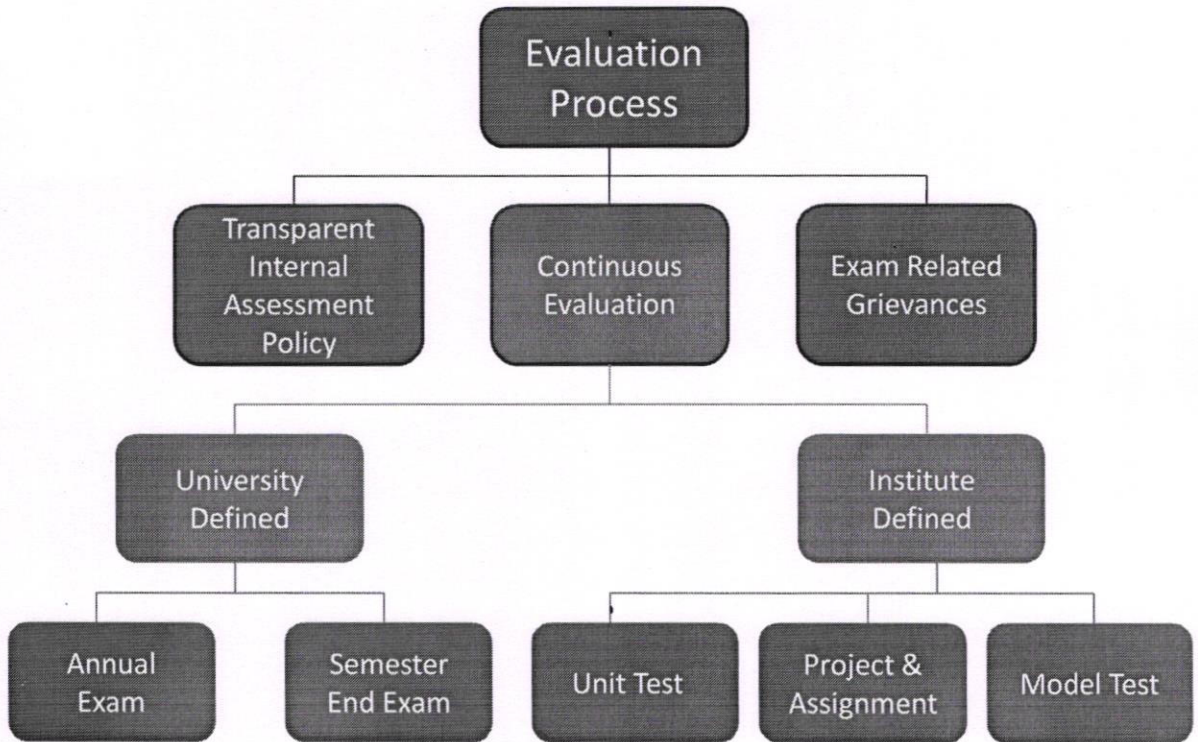 Evaluation
Process
Transparent
Internal
Assessment
Policy
Continuous
Evaluation
Exam Related
Grievances
University
Defined
Institute
Defined
Annual
Exam
Semester
End Exam
Unit Test
Project &
Assignment
Model Test